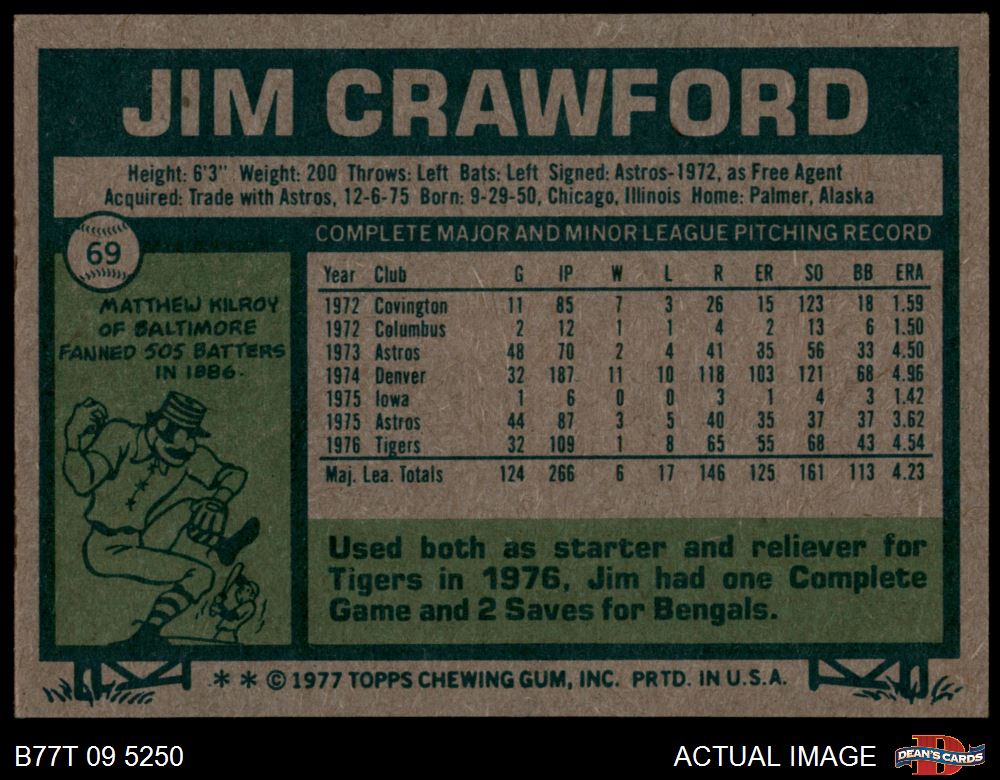 JIM CRAWFORD
Height: 6'3" Weight: 200 Throws: Left Bats: Left Signed: Astros-1972, as Free Agent
Acquired: Trade with Astros, 12-6-75 Born: 9-29-50, Chicago, Illinois Home: Palmer, Alaska
69
MATTHEW KILROY
OF BALTIMORE
FANNED 505 BATTERS
IN 1886.
COMPLETE MAJOR AND MINOR LEAGUE PITCHING RECORD
Year Club G IP W L R ER SO BB ERA
1972 Covington 11 85 7 3 26 15 123 18 1.59
1972 Columbus 2 12 1 1 4 2 13 6 1.50
1973 Astros 48 70 2 4 41 35 56 33 4.50
1974 Denver 32 187 11 10 118 103 121 68 4.96
1975 Iowa 1 6 0 0 3 1 4 3 1.42
1975 Astros 44 87 3 5 40 35 37 37 3.62
1976 Tigers 32 109 1 8 65 55 68 43 4.54
Maj. Lea. Totals 124 266 6 17 146 125 161 113 4.23
Used both as starter and reliever for
Tigers in 1976, Jim had one Complete
Game and 2 Saves for Bengals.
* * © 1977 TOPPS CHEWING GUM, INC. PRTD. IN U.S.A.
B77T 09 5250
ACTUAL IMAGE
D
DEAN'S CARDS